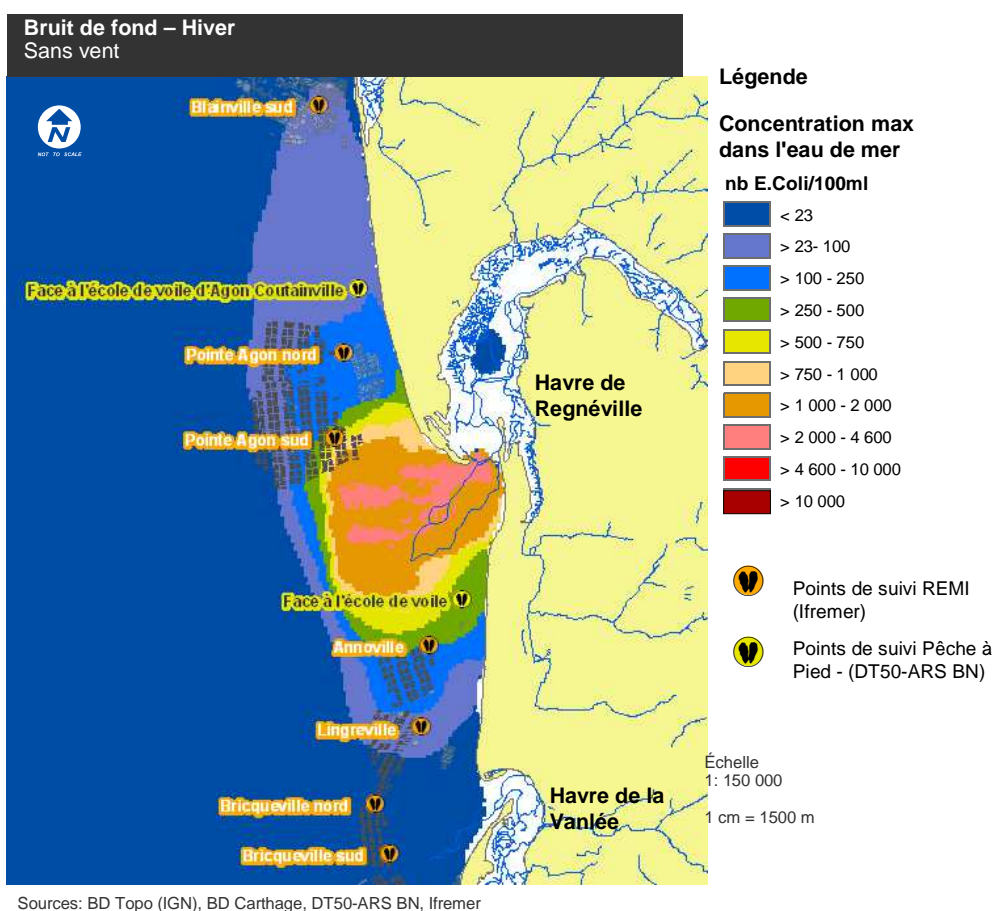 Bruit de fond – Hiver
Sans vent
NOT TO SCALE
N
Blainville sud
Face à l'école de voile d'Agon Coutainville
Pointe Agon nord
Pointe Agon sud
Havre de
Regnéville
Face à l'école de voile
Annoville
Lingreville
Bricqueville nord
Bricqueville sud
Havre de la
Vanlée
Légende
Concentration max
dans l'eau de mer
nb E.Coli/100ml
< 23
> 23- 100
> 100 - 250
> 250 - 500
> 500 - 750
> 750 - 1 000
> 1 000 - 2 000
> 2 000 - 4 600
> 4 600 - 10 000
> 10 000
Points de suivi REMI
(Ifremer)
Points de suivi Pêche à
Pied - (DT50-ARS BN)
Échelle
1: 150 000
1 cm = 1500 m
Sources: BD Topo (IGN), BD Carthage, DT50-ARS BN, Ifremer